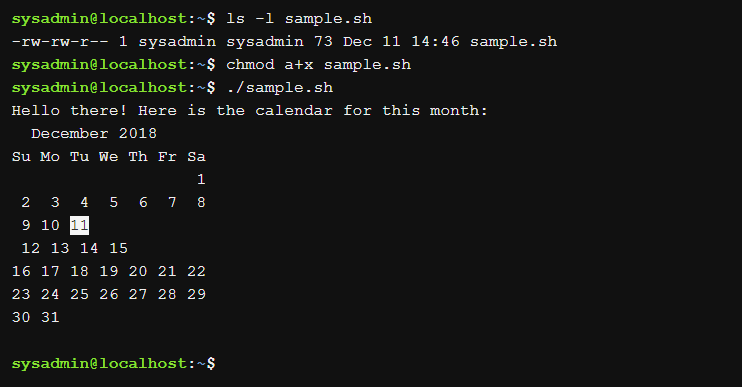 sysadmin@localhost:~$ ls -l sample.sh
-rw-rw-r-- 1 sysadmin sysadmin 73 Dec 11 14:46 sample.sh
sysadmin@localhost:~$ chmod a+x sample.sh
sysadmin@localhost:~$ ./sample.sh
Hello there! Here is the calendar for this month:
  December 2018
Su Mo Tu We Th Fr Sa
                   1
 2  3  4  5  6  7  8
 9 10 11
 12 13 14 15
16 17 18 19 20 21 22
23 24 25 26 27 28 29
30 31
sysadmin@localhost:~$